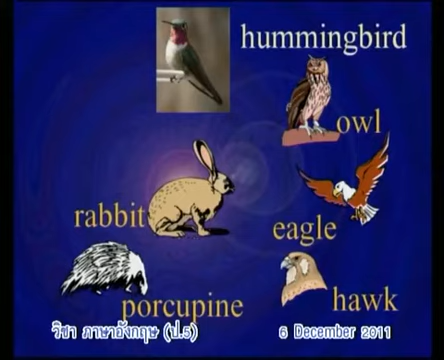 hummingbird
owl
rabbit
eagle
porcupine
hawk
วิชา ภาษาอังกฤษ (ป.5)
6 December 2011